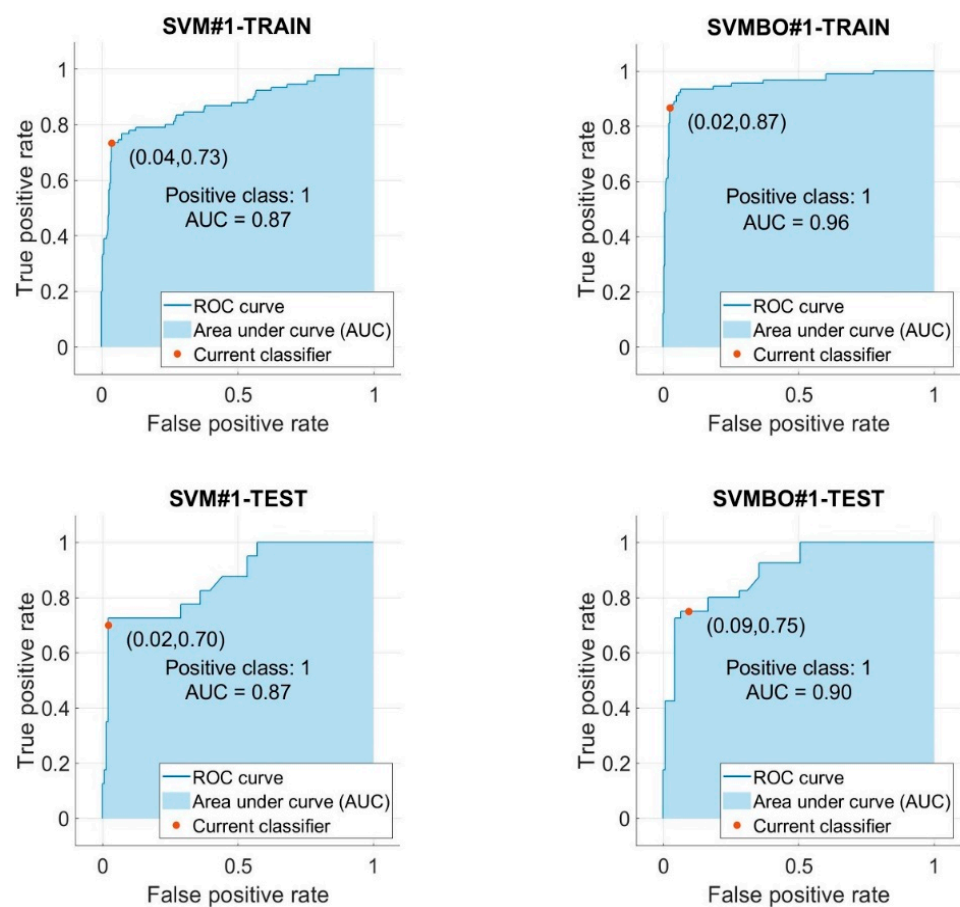 SVM#1-TRAIN
True positive rate
1
0.8
0.6
0.4
0.2
0
(0.04,0.73)
Positive class: 1
AUC = 0.87
ROC curve
Area under curve (AUC)
Current classifier
0
0.5
1
False positive rate
SVMBO#1-TRAIN
True positive rate
1
0.8
0.6
0.4
0.2
0
(0.02,0.87)
Positive class: 1
AUC = 0.96
ROC curve
Area under curve (AUC)
Current classifier
0
0.5
1
False positive rate
SVM#1-TEST
True positive rate
1
0.8
0.6
0.4
0.2
0
(0.02,0.70)
Positive class: 1
AUC = 0.87
ROC curve
Area under curve (AUC)
Current classifier
0
0.5
1
False positive rate
SVMBO#1-TEST
True positive rate
1
0.8
0.6
0.4
0.2
0
(0.09,0.75)
Positive class: 1
AUC = 0.90
ROC curve
Area under curve (AUC)
Current classifier
0
0.5
1
False positive rate